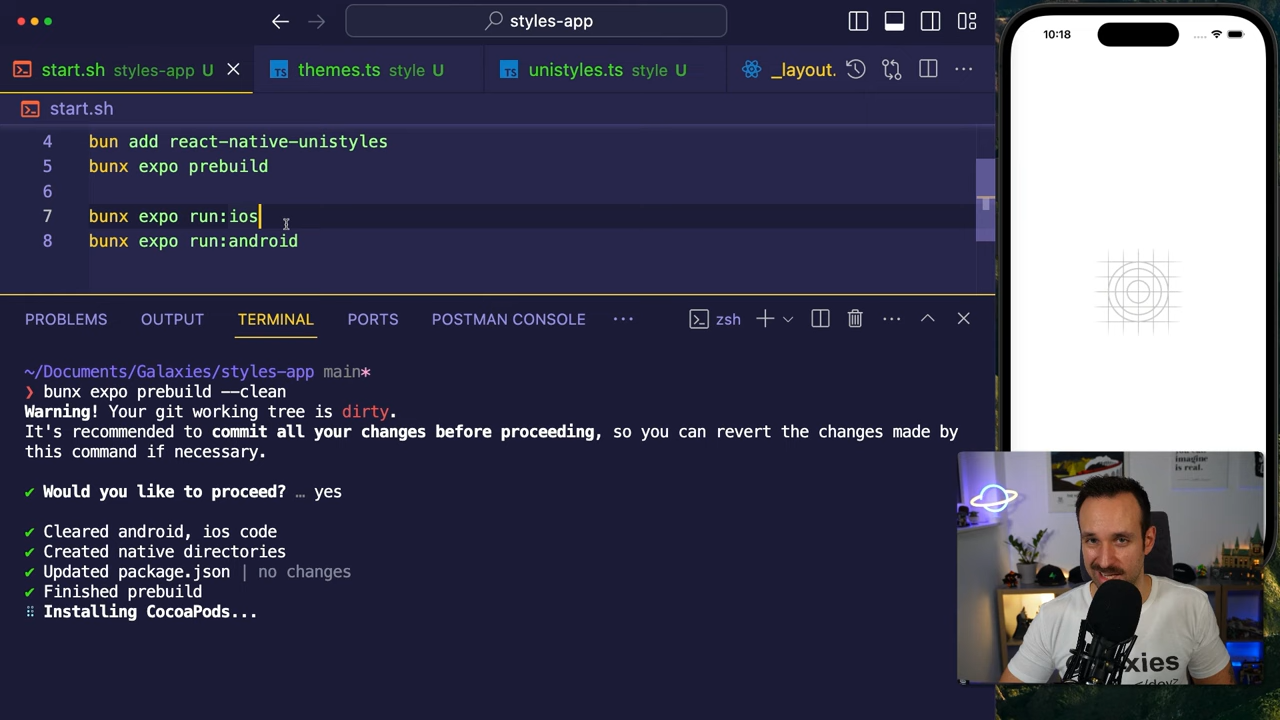 styles-app
10:18
start.sh styles-app U
TS themes.ts style U
TS unistyles.ts style U
_layout.
start.sh
4 bun add react-native-unistyles
5 bunx expo prebuild
6
7 bunx expo run:ios
8 bunx expo run:android
PROBLEMS OUTPUT TERMINAL PORTS POSTMAN CONSOLE ... zsh
~/Documents/Galaxies/styles-app main*
❯ bunx expo prebuild --clean
Warning! Your git working tree is dirty.
It's recommended to commit all your changes before proceeding, so you can revert the changes made by
this command if necessary.
✔ Would you like to proceed? … yes
✔ Cleared android, ios code
✔ Created native directories
✔ Updated package.json | no changes
✔ Finished prebuild
⠿ Installing CocoaPods...
imagine
is real.